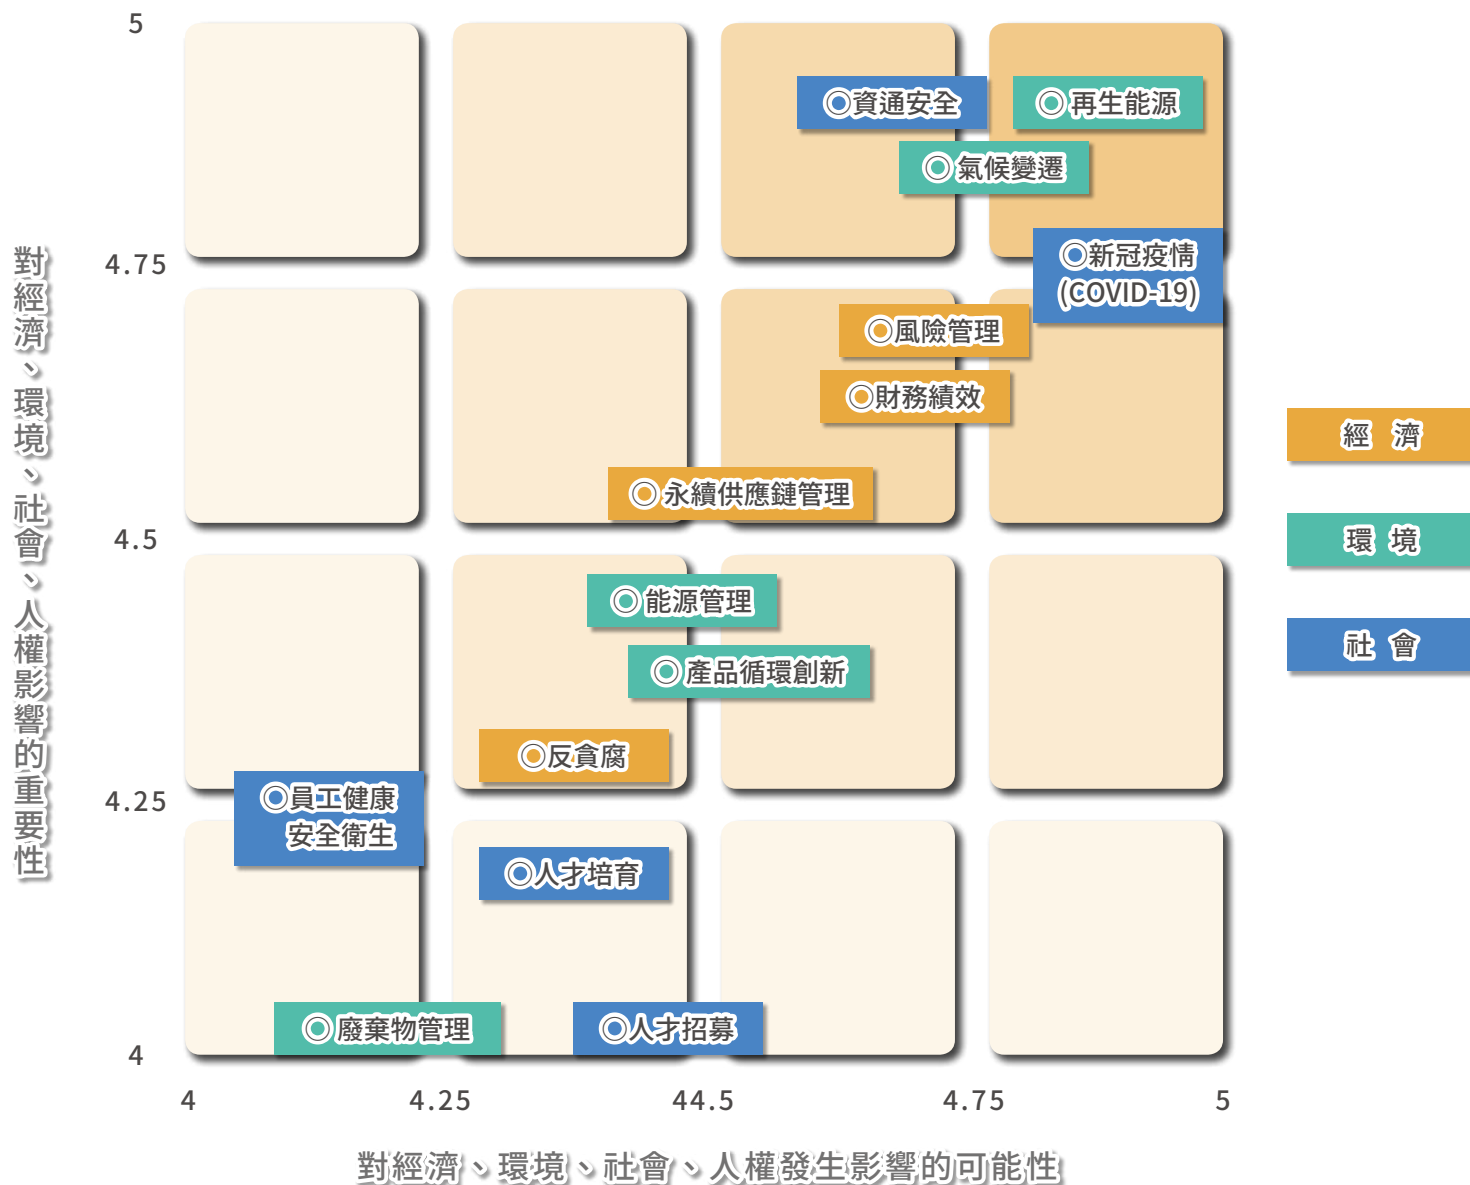 5
◎資通安全
◎再生能源
◎氣候變遷
◎新冠疫情
(COVID-19)
4.75
◎風險管理
◎財務績效
◎永續供應鏈管理
4.5
◎能源管理
◎產品循環創新
◎反貪腐
4.25
◎員工健康
安全衛生
◎人才培育
◎廢棄物管理
◎人才招募
4
4
4.25
44.5
4.75
5
對經濟、環境、社會、人權影響的重要性
對經濟、環境、社會、人權發生影響的可能性
經 濟
環 境
社 會